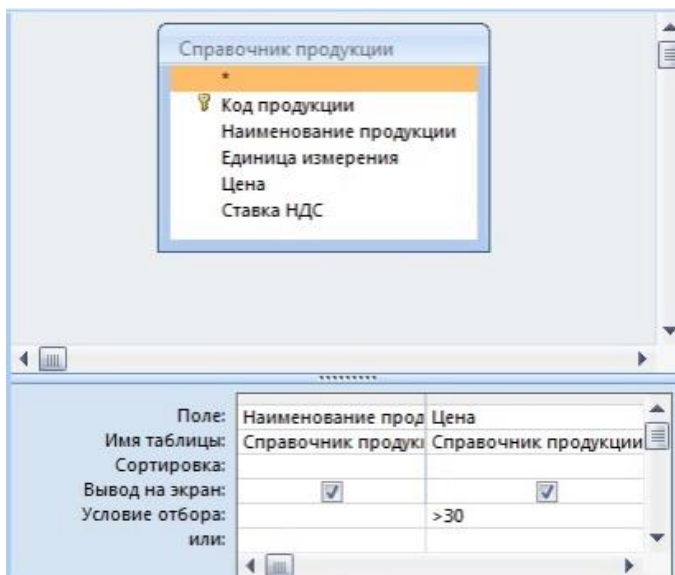 Справочник продукции
*
Код продукции
Наименование продукции
Единица измерения
Цена
Ставка НДС
Поле: Наименование прод Цена
Имя таблицы: Справочник продук Справочник продукции
Сортировка:
Вывод на экран:
Условие отбора: >30
или: